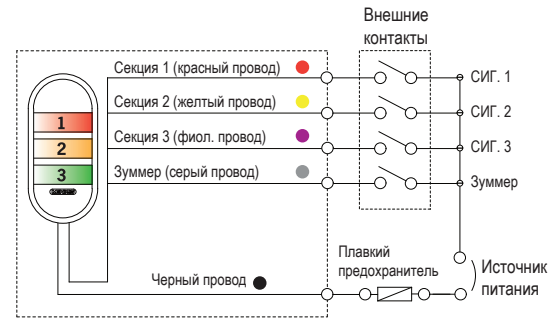 Внешние
контакты
Секция 1 (красный провод)
СИГ. 1
Секция 2 (желтый провод)
СИГ. 2
1
Секция 3 (фиол. провод)
СИГ. 3
2
3
Зуммер (серый провод)
Зуммер
Плавкий
предохранитель
Источник
питания
Черный провод